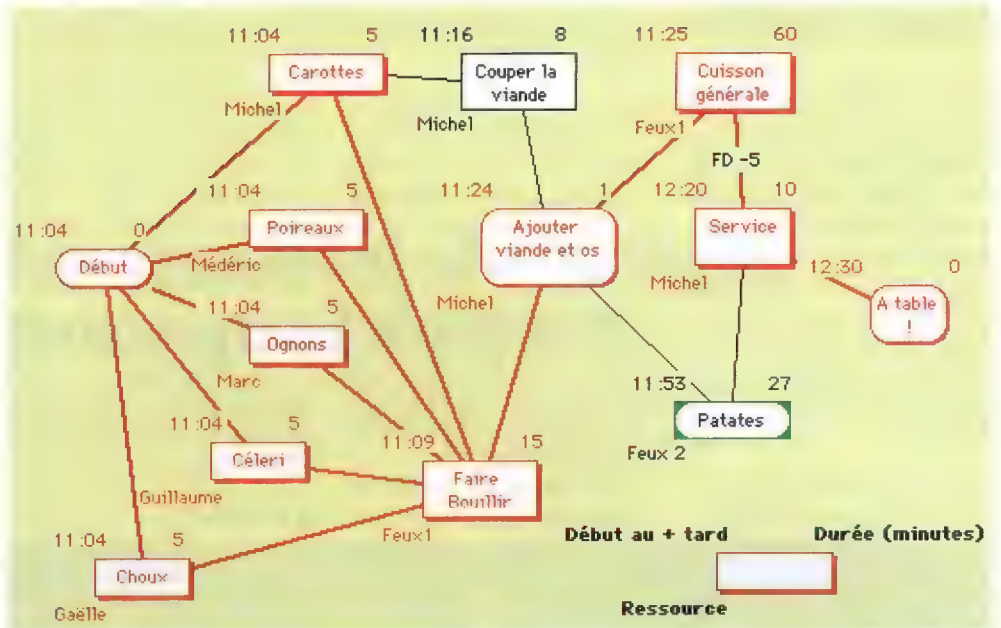 11:04 5
11:16 8
11:25 60
Carottes
Couper la
viande
Cuisson
générale
Michel
Michel
Feux1
FD -5
11:04 5
11:24 1
12:20 10
11:04 0
Poireaux
Ajouter
viande et os
Service
Début
Médéric
12:30 0
11:04 5
Michel
Michel
A table
!
Ognons
Marc
11:53 27
11:04 5
11:09 15
Patates
Céleri
Feux 2
Faire
Bouillir
Guillaume
11:04 5
Feux1
Début au + tard
Durée (minutes)
Choux
Gaëlle
Ressource